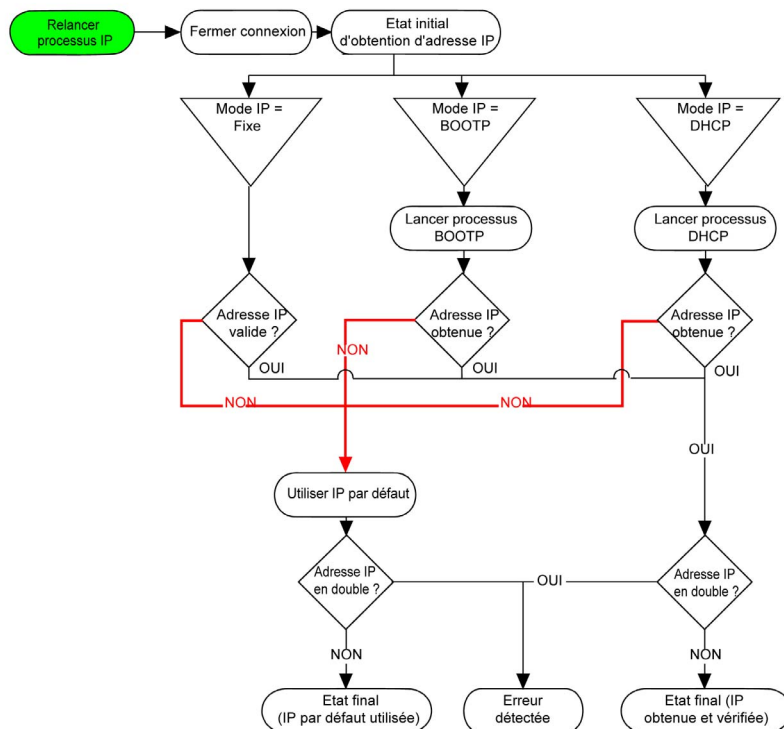 Relancer
processus IP
Fermer connexion
Etat initial
d'obtention d'adresse IP
Mode IP =
Fixe
Mode IP =
BOOTP
Mode IP =
DHCP
Lancer processus
BOOTP
Lancer processus
DHCP
Adresse IP
valide ?
Adresse IP
obtenue ?
Adresse IP
obtenue ?
NON
OUI
OUI
OUI
NON
NON
OUI
Utiliser IP par défaut
Adresse IP
en double ?
OUI
Adresse IP
en double ?
NON
NON
Etat final
(IP par défaut utilisée)
Erreur
détectée
Etat final (IP
obtenue et vérifiée)